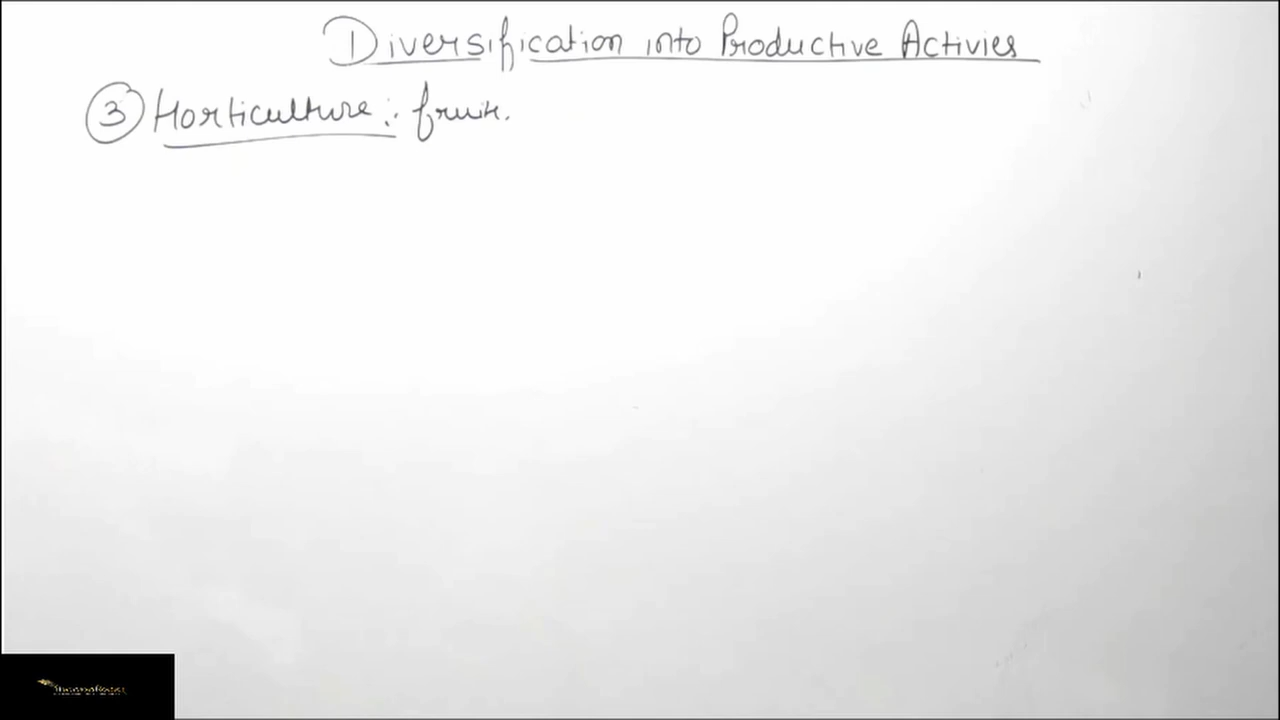 Diversification into Productive Activies
3 Horticulture :. fruit.